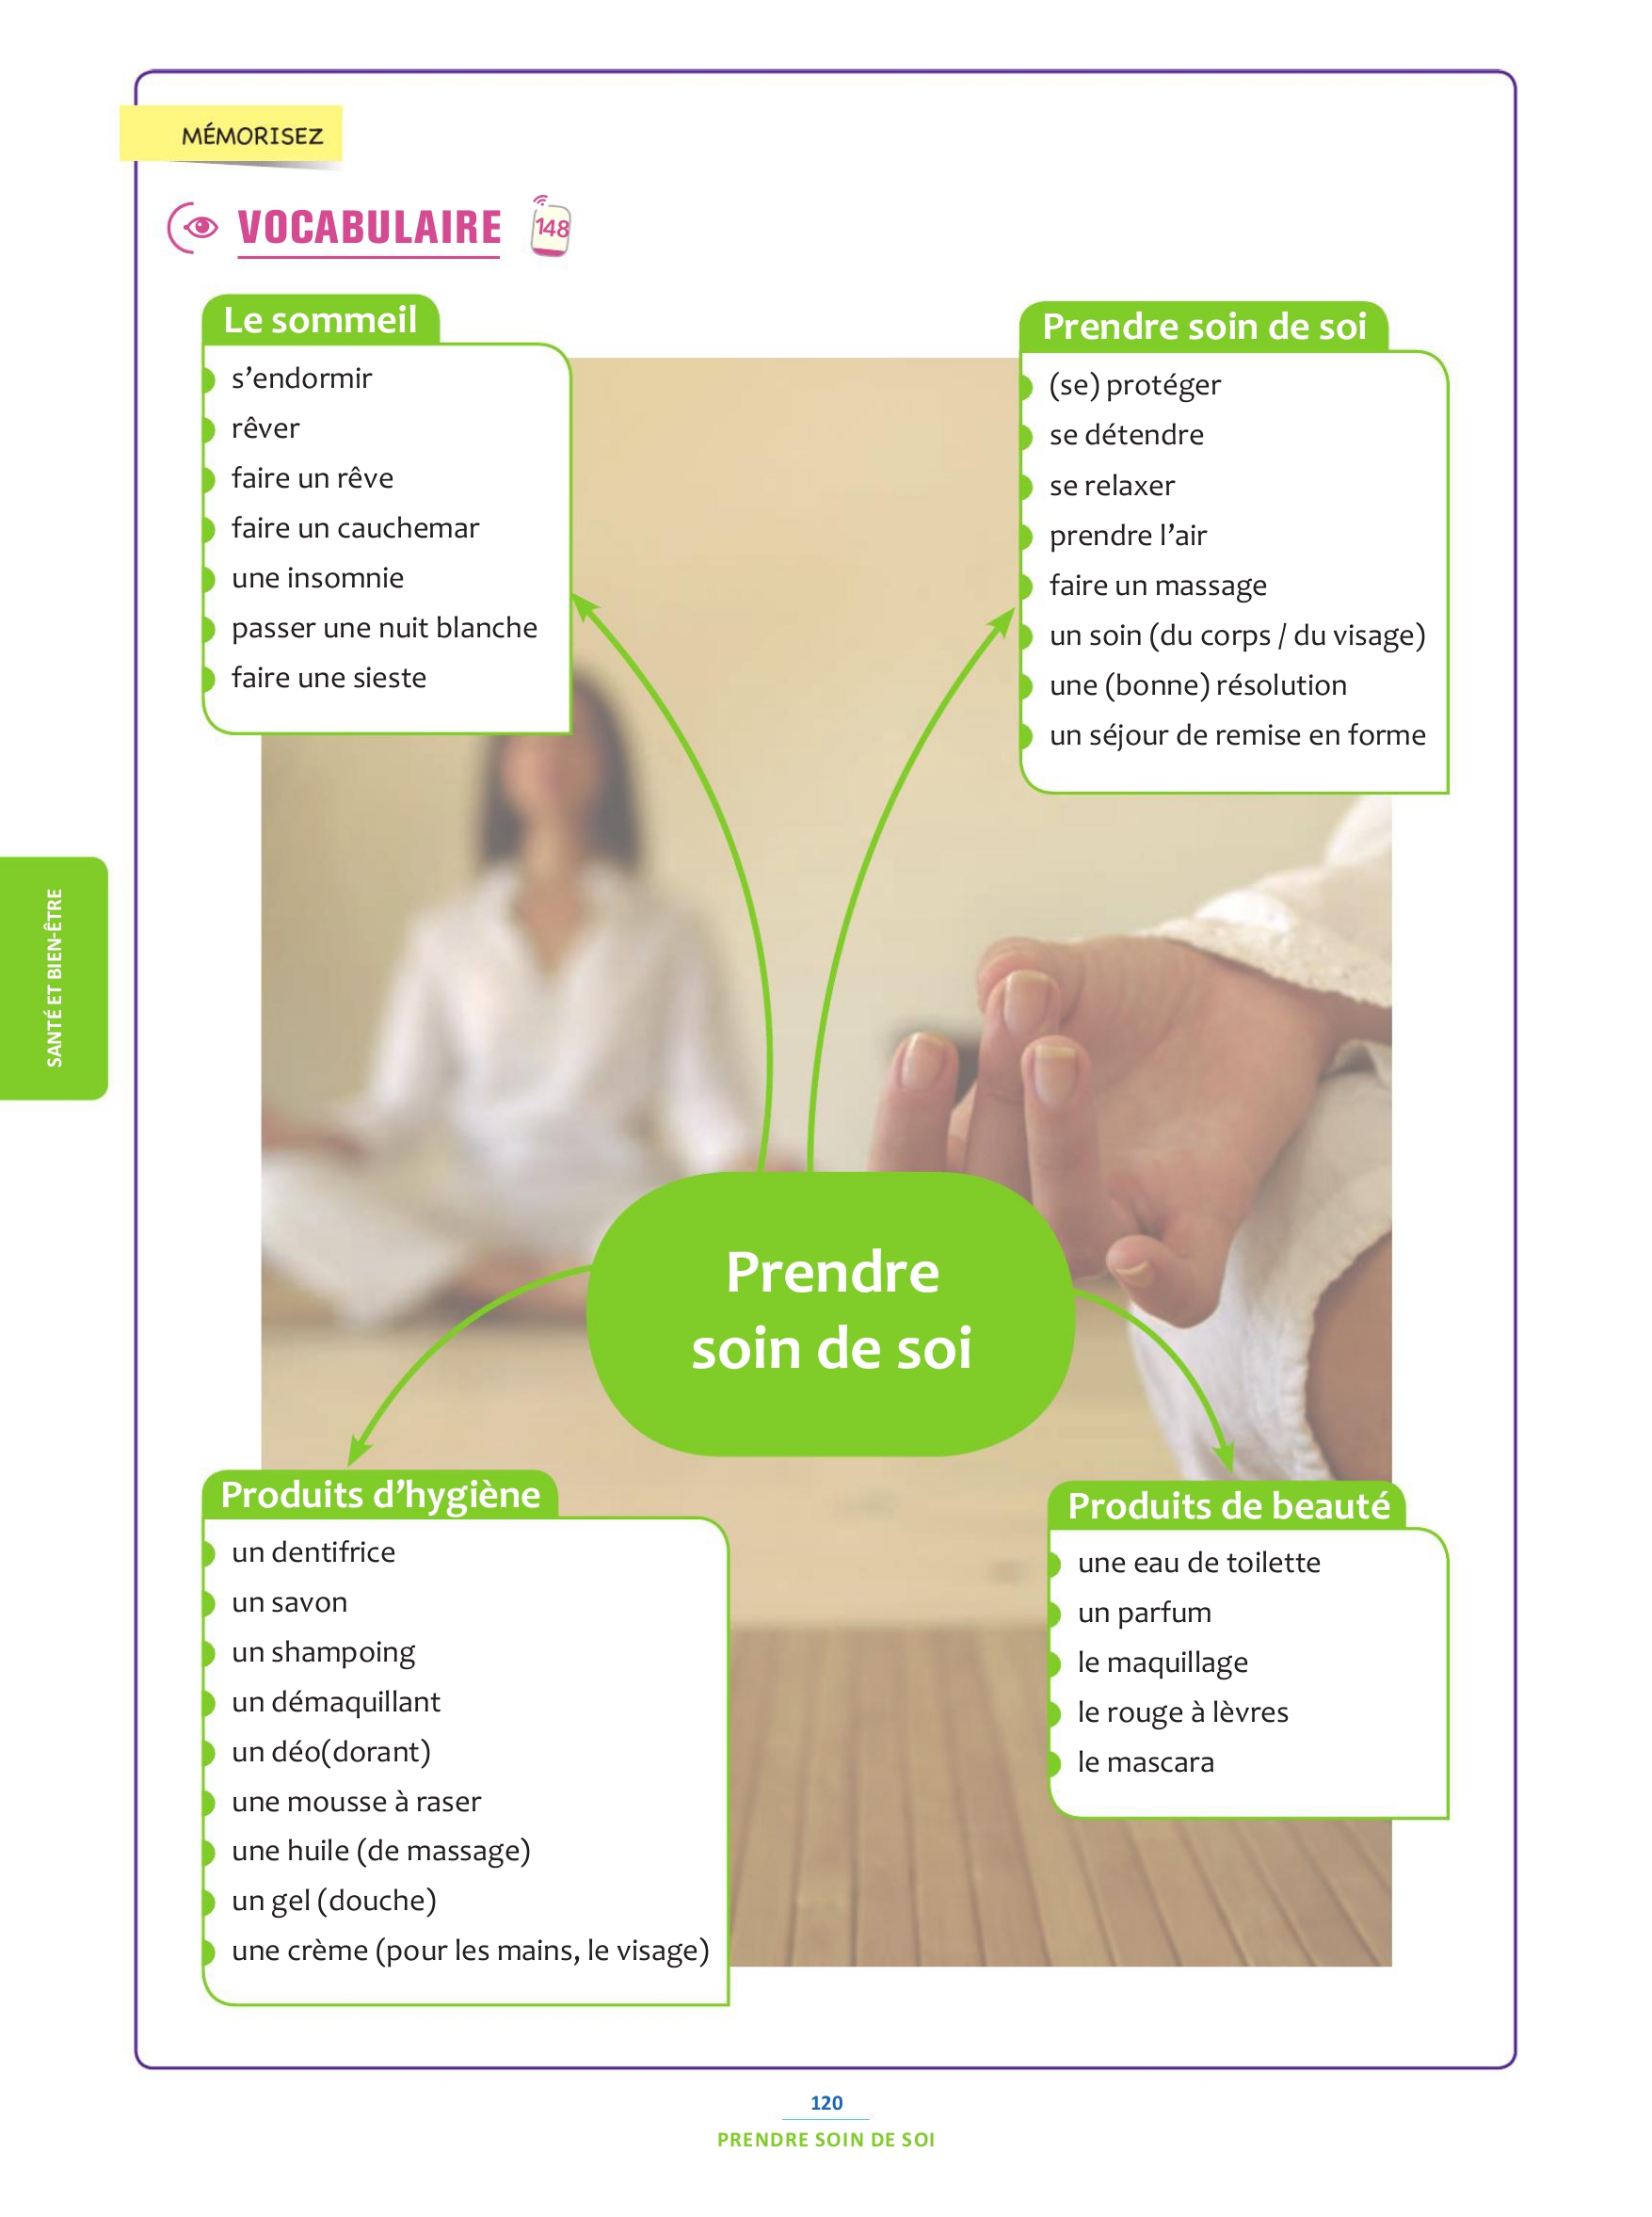 MÉMORISEZ
VOCABULAIRE
148
Le sommeil
s’endormir
rêver
faire un rêve
faire un cauchemar
une insomnie
passer une nuit blanche
faire une sieste
Prendre soin de soi
(se) protéger
se détendre
se relaxer
prendre l’air
faire un massage
un soin (du corps / du visage)
une (bonne) résolution
un séjour de remise en forme
SANTÉ ET BIEN-ÊTRE
Prendre
soin de soi
Produits d’hygiène
un dentifrice
un savon
un shampoing
un démaquillant
un déo(dorant)
une mousse à raser
une huile (de massage)
un gel (douche)
une crème (pour les mains, le visage)
Produits de beauté
une eau de toilette
un parfum
le maquillage
le rouge à lèvres
le mascara
120
PRENDRE SOIN DE SOI